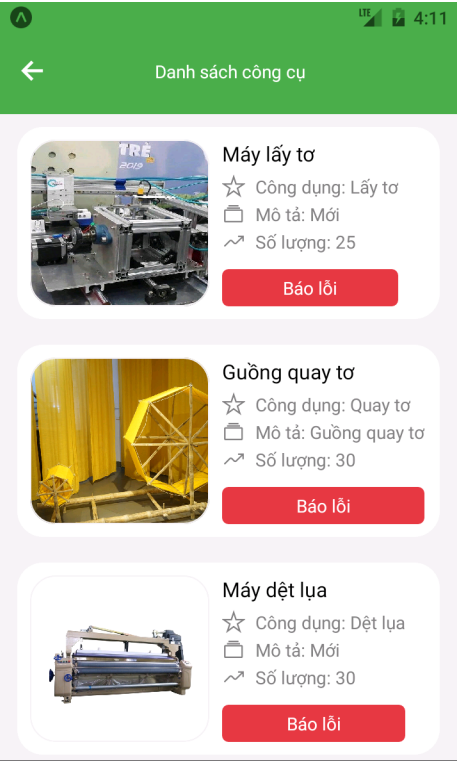 LTE 4:11
Danh sách công cụ
TRẺ
2019
Máy lấy tơ
Công dụng: Lấy tơ
Mô tả: Mới
Số lượng: 25
Báo lỗi
Guồng quay tơ
Công dụng: Quay tơ
Mô tả: Guồng quay tơ
Số lượng: 30
Báo lỗi
Máy dệt lụa
Công dụng: Dệt lụa
Mô tả: Mới
Số lượng: 30
Báo lỗi